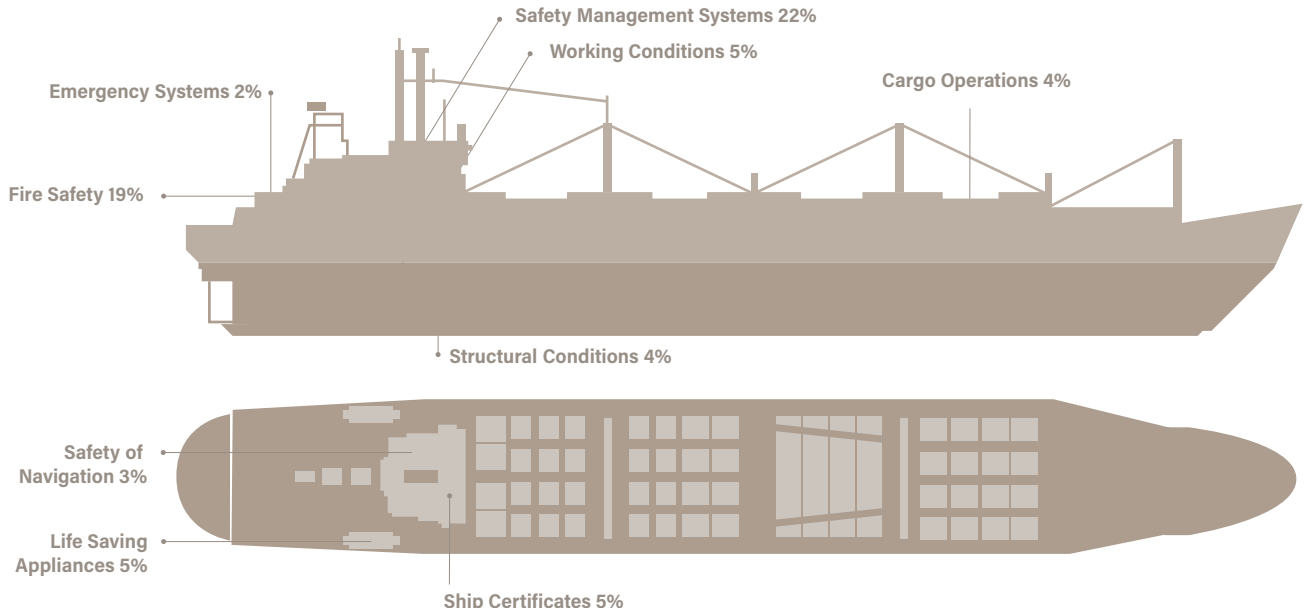 Safety Management Systems 22%
Working Conditions 5%
Cargo Operations 4%
Emergency Systems 2%
Fire Safety 19%
Structural Conditions 4%
Safety of
Navigation 3%
Life Saving
Appliances 5%
Ship Certificates 5%